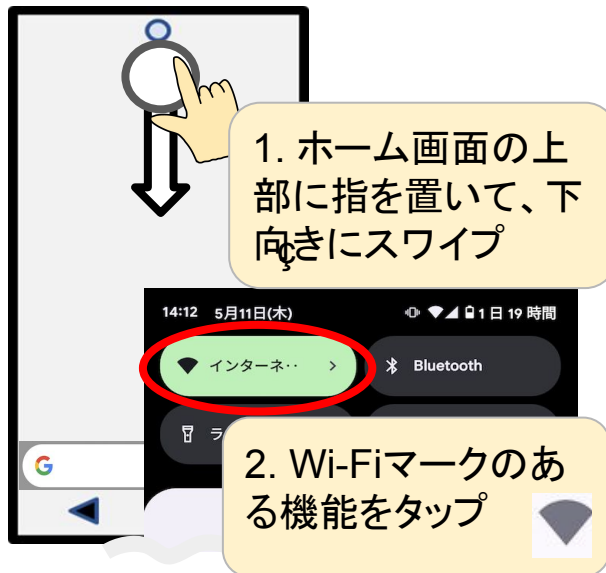 1. ホーム画面の上
部に指を置いて、下
向きにスワイプ
ç
14:12 5月11日(木)
1日 19 時間
インターネ‥ >
Bluetooth
ラ
G
2. Wi-Fiマークのあ
る機能をタップ